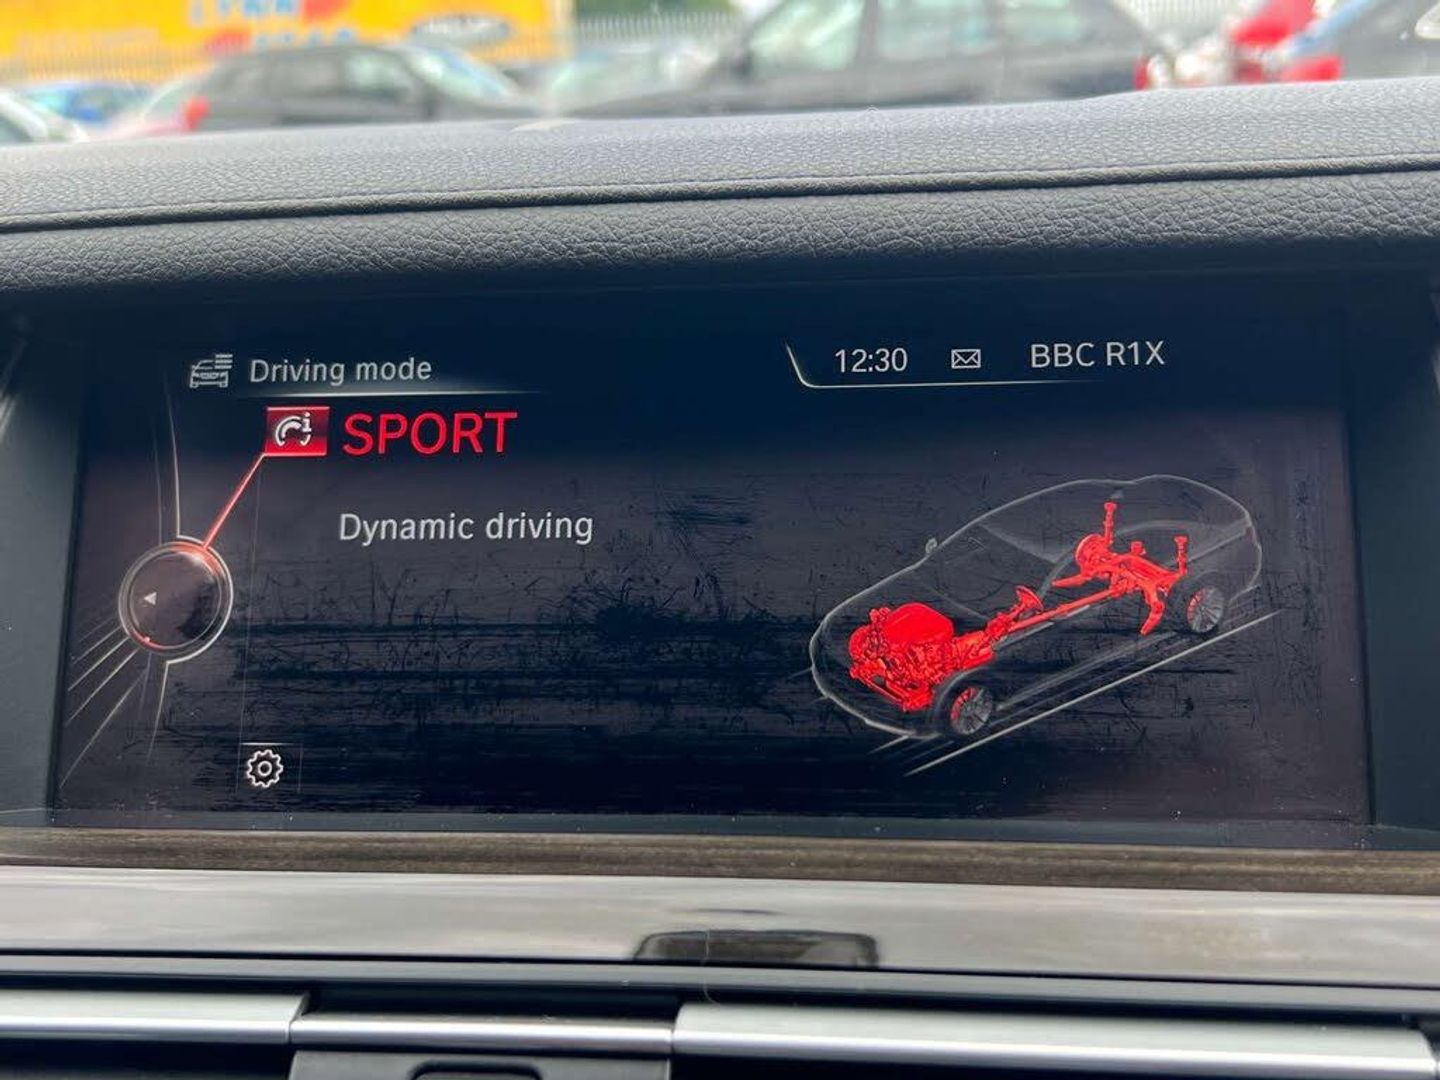 Driving mode
12:30 BBC R1X
SPORT
Dynamic driving